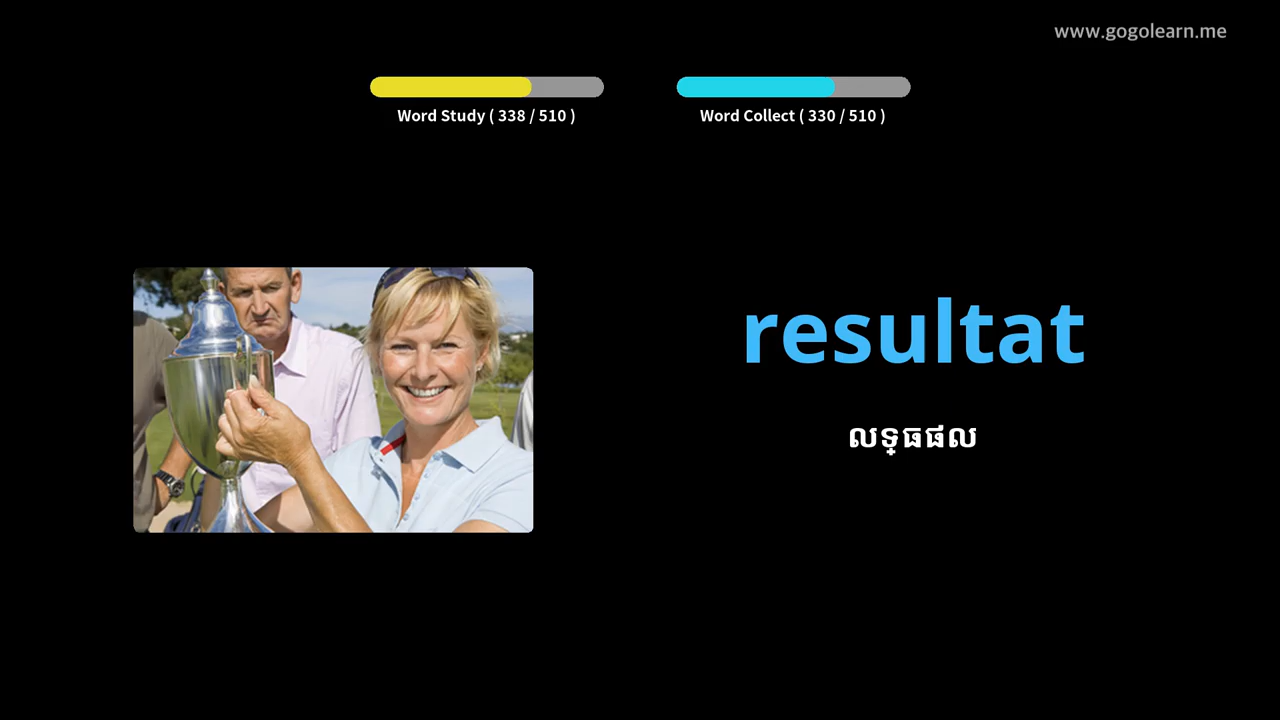 www.gogolearn.me
Word Study ( 338 / 510 )
Word Collect ( 330 / 510 )
resultat
លទ្ធផល